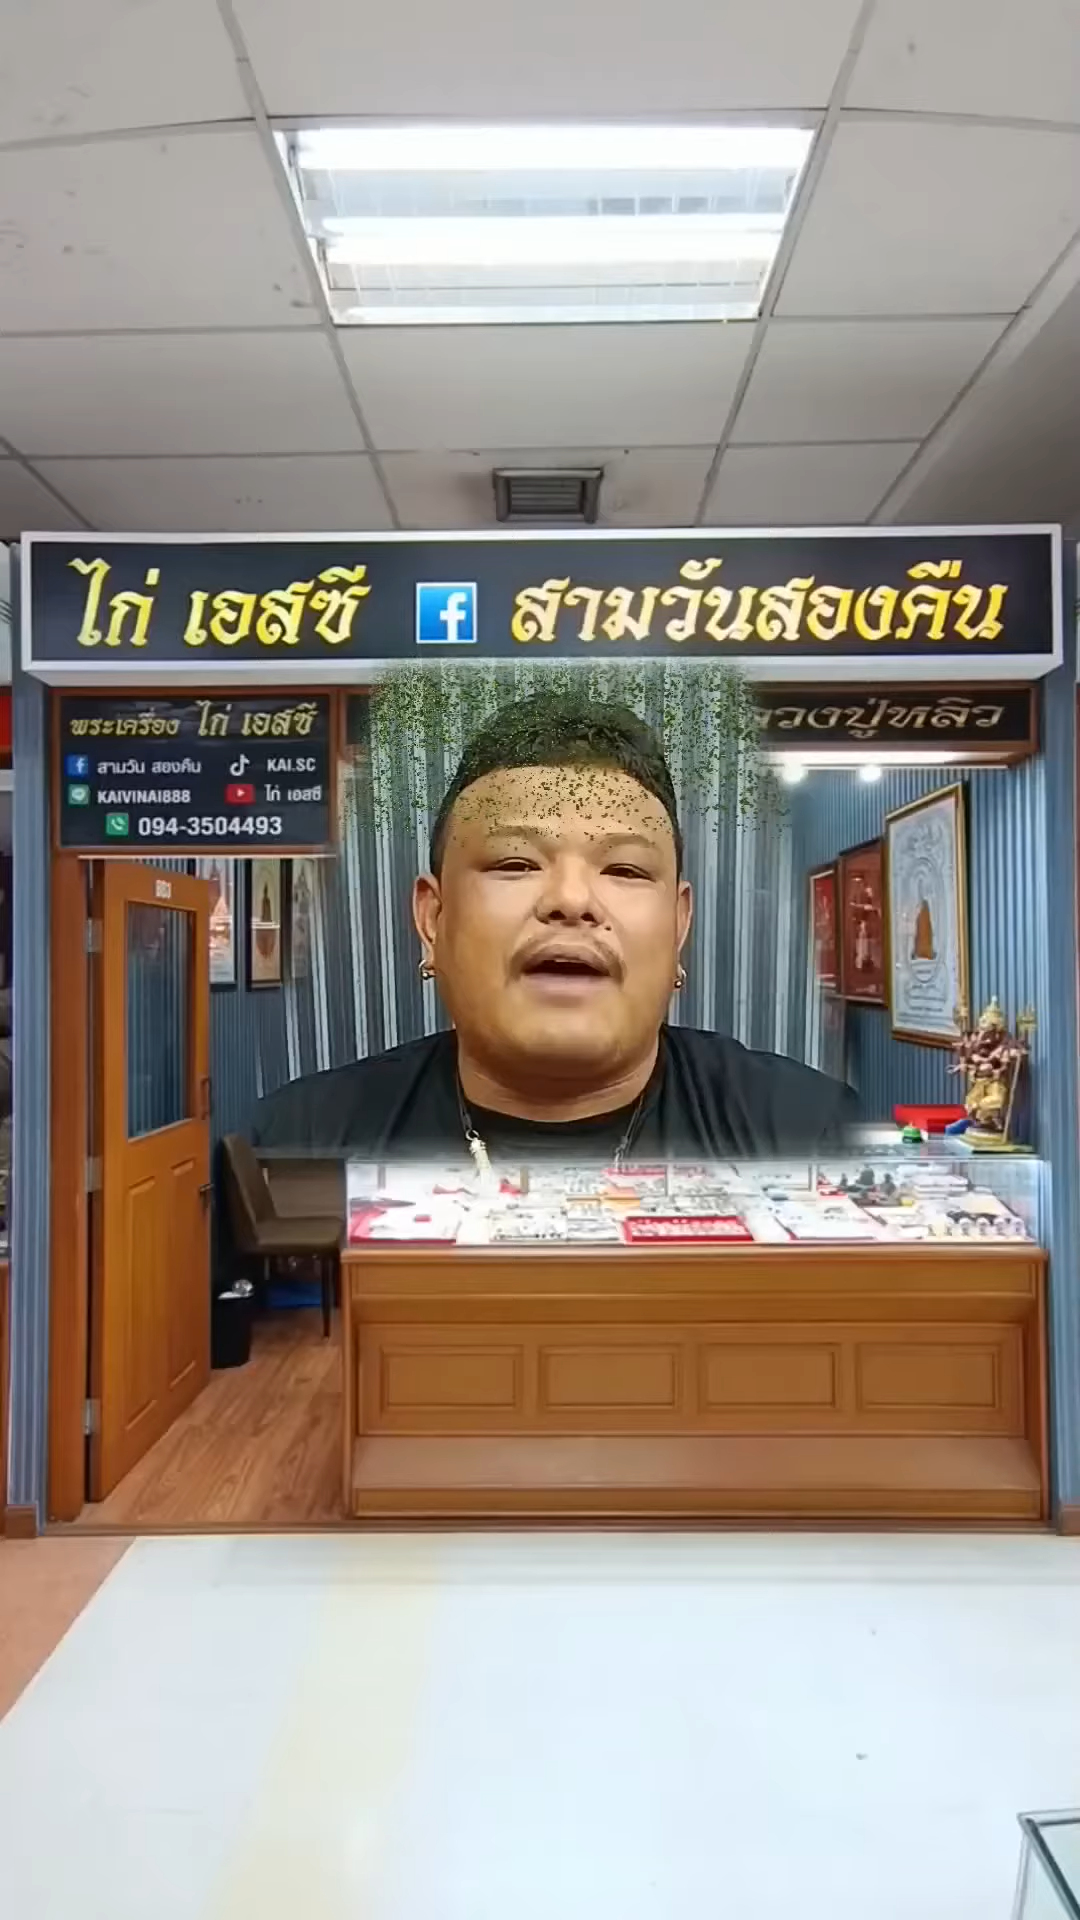 ไก่ เอสซี f สามวันสองคืน
พระเครื่อง ไก่ เอสซี
สามวัน สองคืน KAI.SC
KAIVINAI888 ไก่ เอสซี
094-3504493
วงปู่หลิว